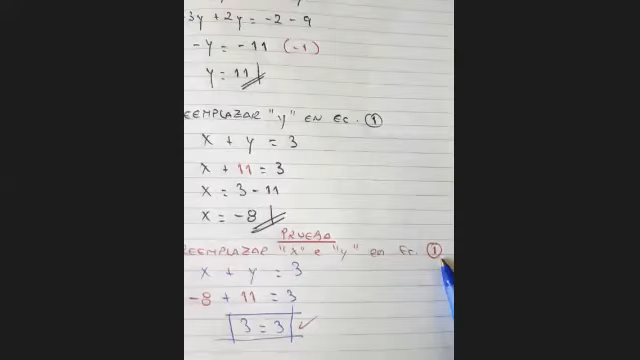 -3y + 2y = -2 - 9
-y = -11 (-1)
y = 11
REEMPLAZAR "y" EN EC. ①
x + y = 3
x + 11 = 3
x = 3 - 11
x = -8
PRUEBA
REEMPLAZAR "x" e "y" en Ec. ①
x + y = 3
-8 + 11 = 3
3 = 3 ✓